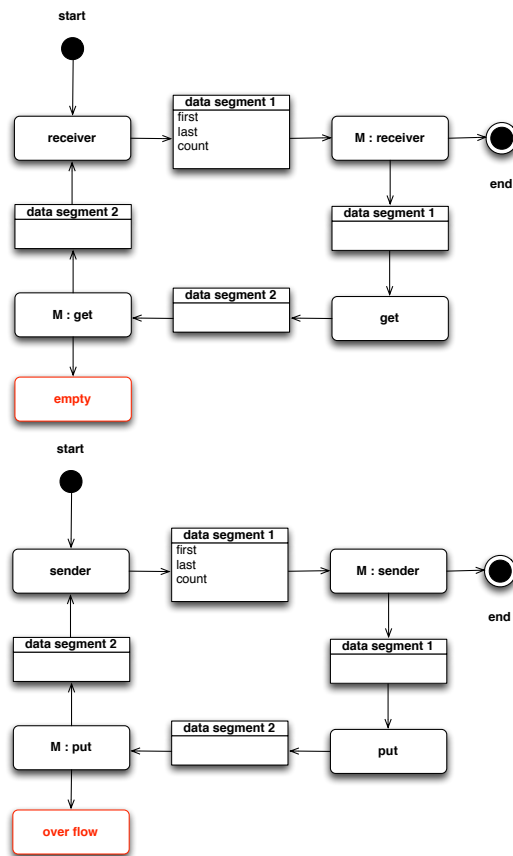 start
data segment 1
first
last
count
receiver
M : receiver
end
data segment 2
data segment 1
data segment 2
M : get
get
empty
start
data segment 1
first
last
count
sender
M : sender
end
data segment 2
data segment 1
data segment 2
M : put
put
over flow